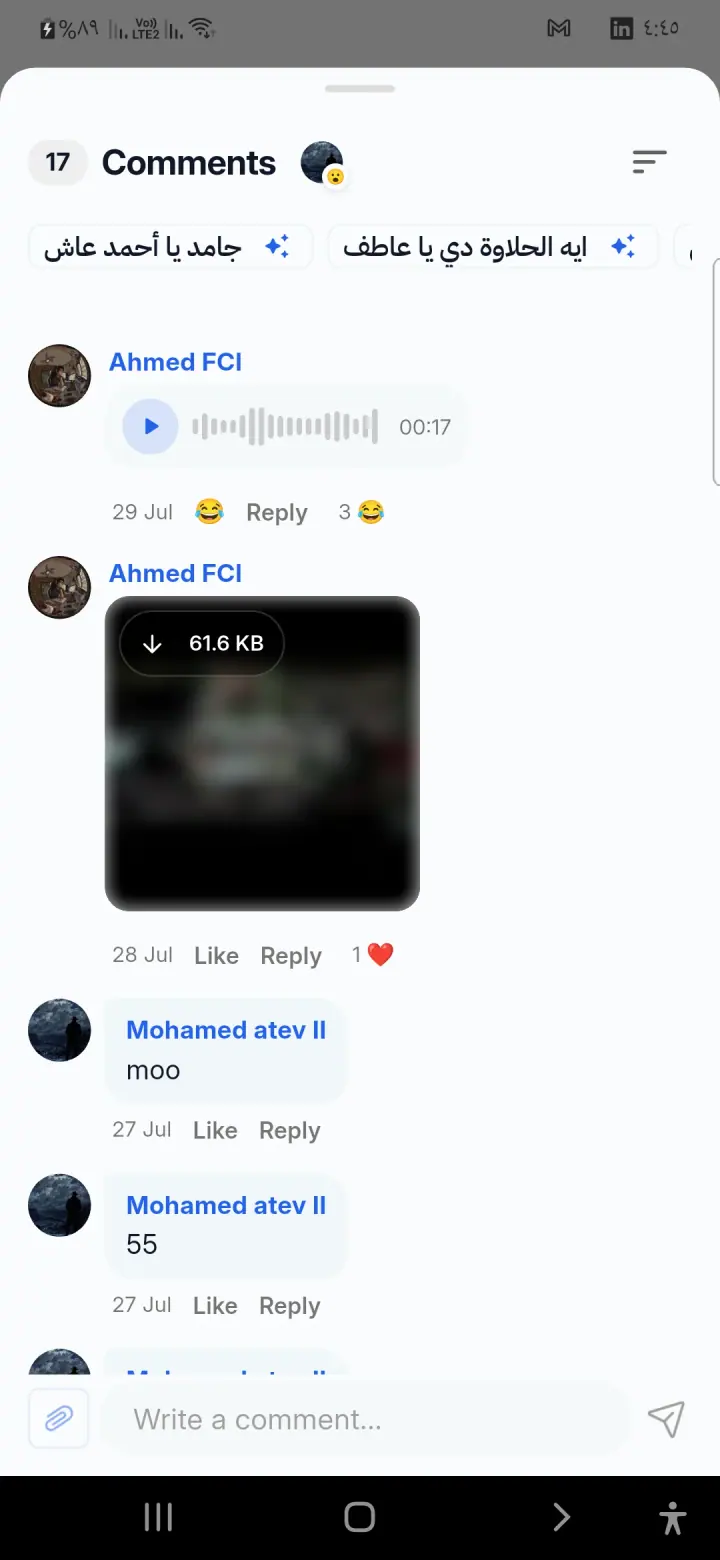 %٨٩ Vo)) LTE2 ٤:٤٥
17 Comments
جامد يا أحمد عاش
ايه الحلاوة دي يا عاطف
Ahmed FCI
00:17
29 Jul Reply 3
Ahmed FCI
61.6 KB
28 Jul Like Reply 1
Mohamed atev II
moo
27 Jul Like Reply
Mohamed atev II
55
27 Jul Like Reply
Write a comment...